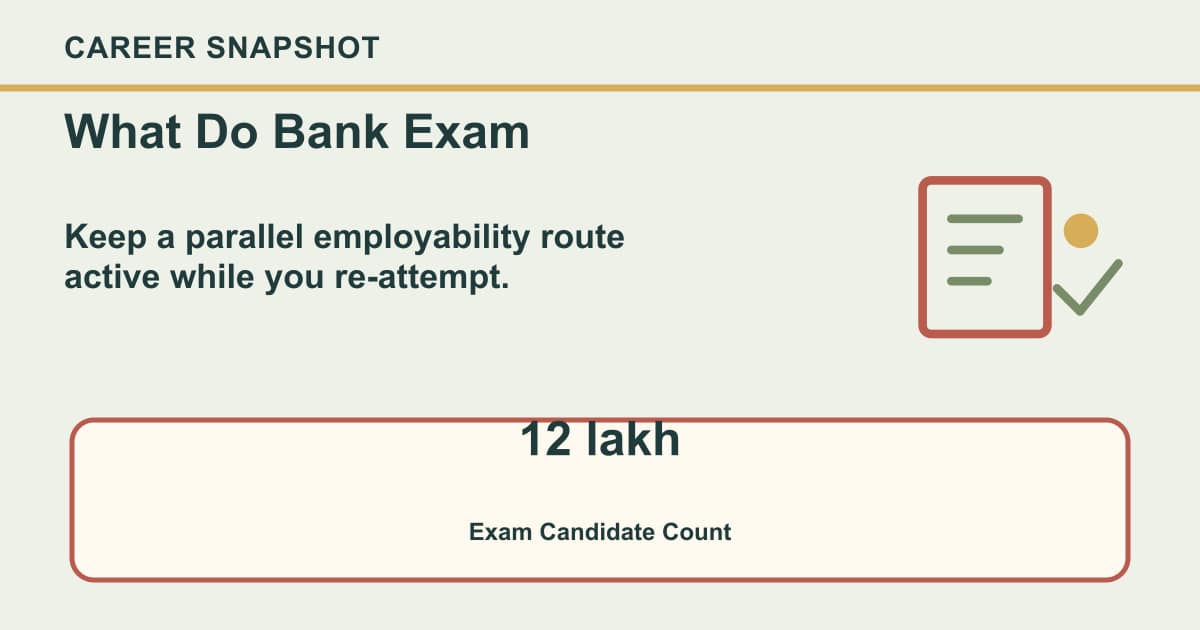 CAREER SNAPSHOT
What Do Bank Exam
Keep a parallel employability route
active while you re-attempt.
12 lakh
Exam Candidate Count